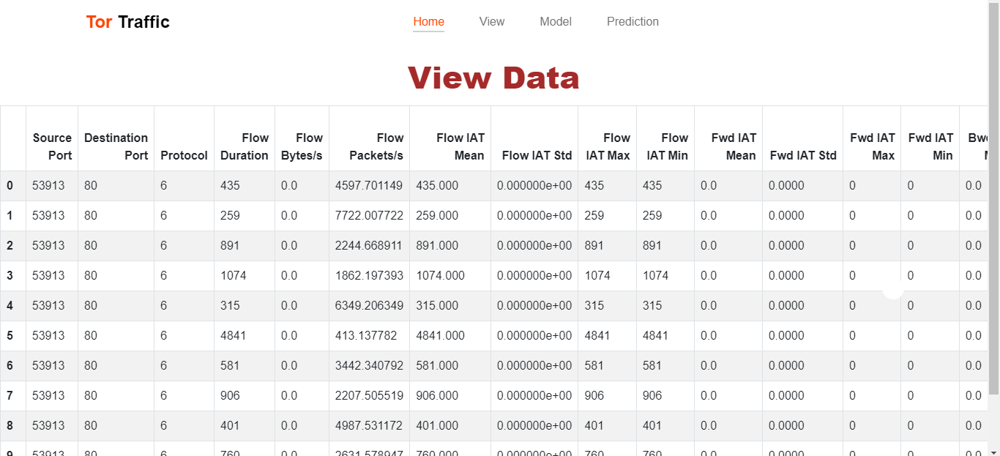 Tor Traffic Home View Model Prediction
View Data
Source Port Destination Port Protocol Flow Duration Flow Bytes/s Flow Packets/s Flow IAT Mean Flow IAT Std Flow IAT Max Flow IAT Min Fwd IAT Mean Fwd IAT Std Fwd IAT Max Fwd IAT Min
0 53913 80 6 435 0.0 4597.701149 435.000 0.000000e+00 435 435 0.0 0.0000 0 0 0.0
1 53913 80 6 259 0.0 7722.007722 259.000 0.000000e+00 259 259 0.0 0.0000 0 0 0.0
2 53913 80 6 891 0.0 2244.668911 891.000 0.000000e+00 891 891 0.0 0.0000 0 0 0.0
3 53913 80 6 1074 0.0 1862.197393 1074.000 0.000000e+00 1074 1074 0.0 0.0000 0 0 0.0
4 53913 80 6 315 0.0 6349.206349 315.000 0.000000e+00 315 315 0.0 0.0000 0 0 0.0
5 53913 80 6 4841 0.0 413.137782 4841.000 0.000000e+00 4841 4841 0.0 0.0000 0 0 0.0
6 53913 80 6 581 0.0 3442.340792 581.000 0.000000e+00 581 581 0.0 0.0000 0 0 0.0
7 53913 80 6 906 0.0 2207.505519 906.000 0.000000e+00 906 906 0.0 0.0000 0 0 0.0
8 53913 80 6 401 0.0 4987.531172 401.000 0.000000e+00 401 401 0.0 0.0000 0 0 0.0
9 53913 80 6 760 0.0 2631.578947 760.000 0.000000e+00 760 760 0.0 0.0000 0 0 0.0